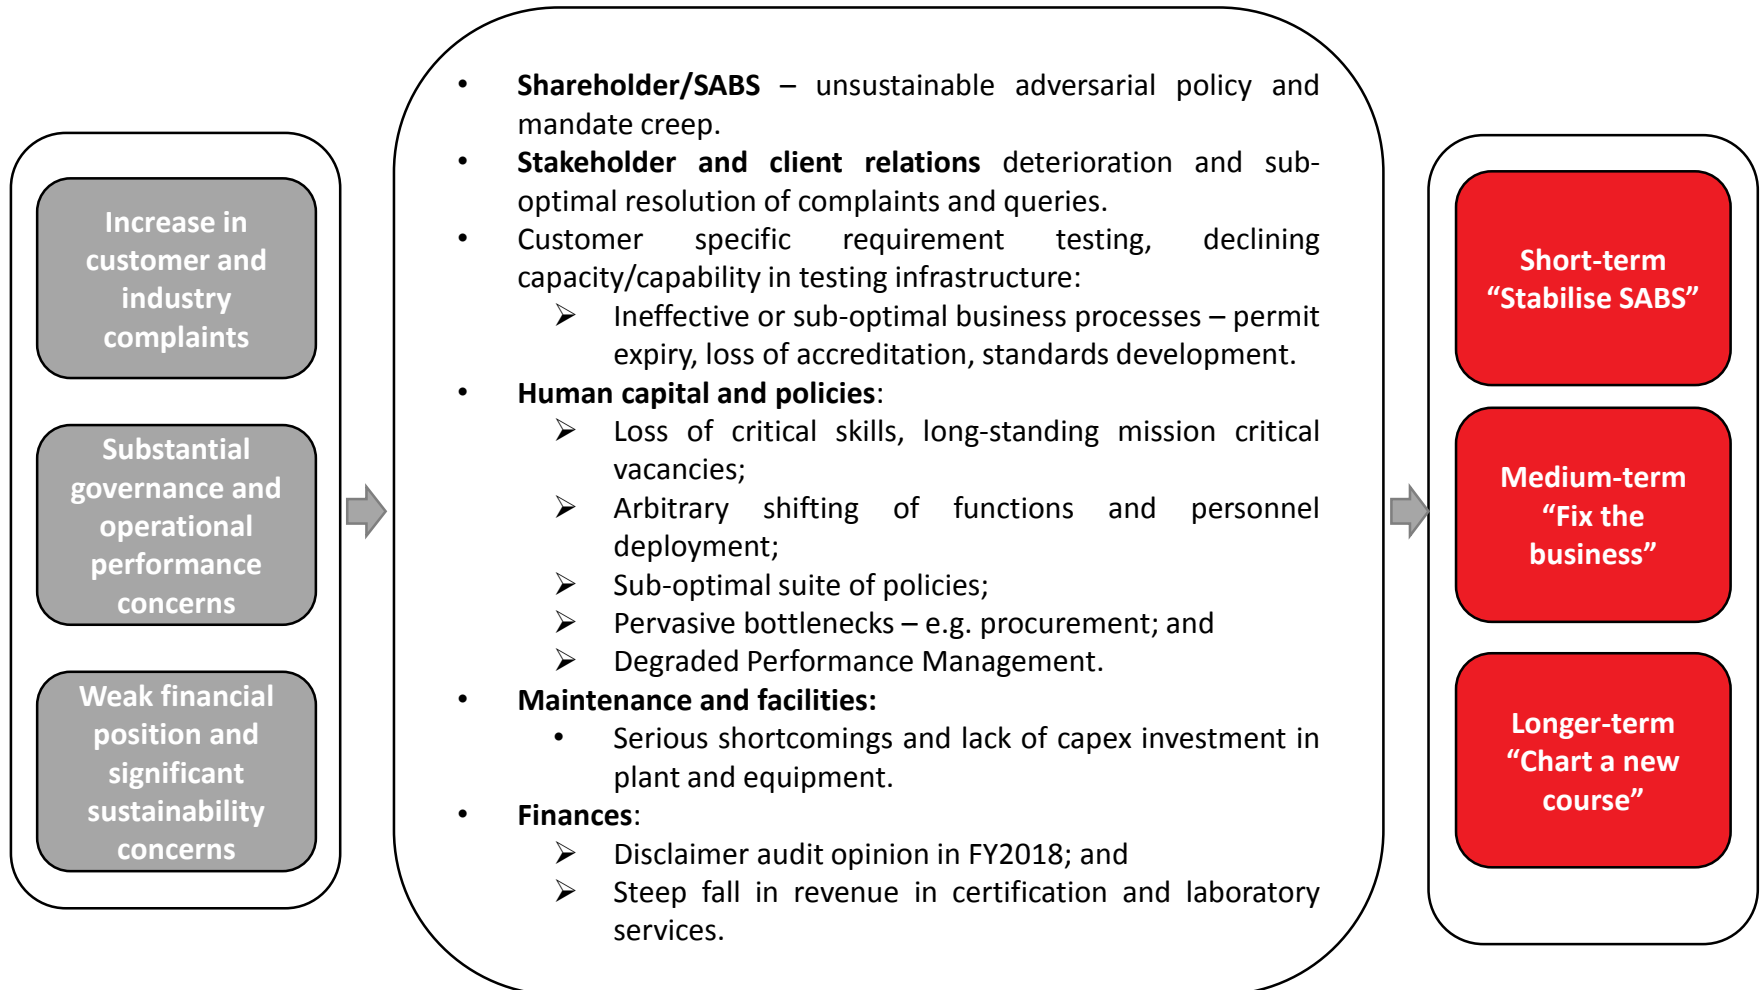 Increase in
customer and
industry
complaints
Substantial
governance and
operational
performance
concerns
Weak financial
position and
significant
sustainability
concerns
• Shareholder/SABS – unsustainable adversarial policy and
mandate creep.
• Stakeholder and client relations deterioration and sub-
optimal resolution of complaints and queries.
• Customer specific requirement testing, declining
capacity/capability in testing infrastructure:
➢ Ineffective or sub-optimal business processes – permit
expiry, loss of accreditation, standards development.
• Human capital and policies:
➢ Loss of critical skills, long-standing mission critical
vacancies;
➢ Arbitrary shifting of functions and personnel
deployment;
➢ Sub-optimal suite of policies;
➢ Pervasive bottlenecks – e.g. procurement; and
➢ Degraded Performance Management.
• Maintenance and facilities:
• Serious shortcomings and lack of capex investment in
plant and equipment.
• Finances:
➢ Disclaimer audit opinion in FY2018; and
➢ Steep fall in revenue in certification and laboratory
services.
Short-term
“Stabilise SABS”
Medium-term
“Fix the
business”
Longer-term
“Chart a new
course”